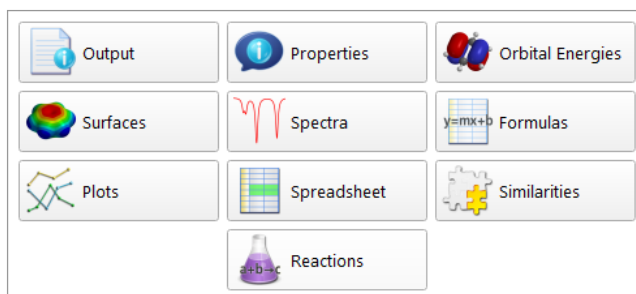 Output
Properties
Orbital Energies
Surfaces
Spectra
y=mx+b
Formulas
Plots
Spreadsheet
Similarities
a+b→c
Reactions